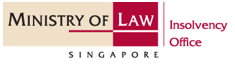 MINISTRY OF LAW
SINGAPORE
Insolvency
Office